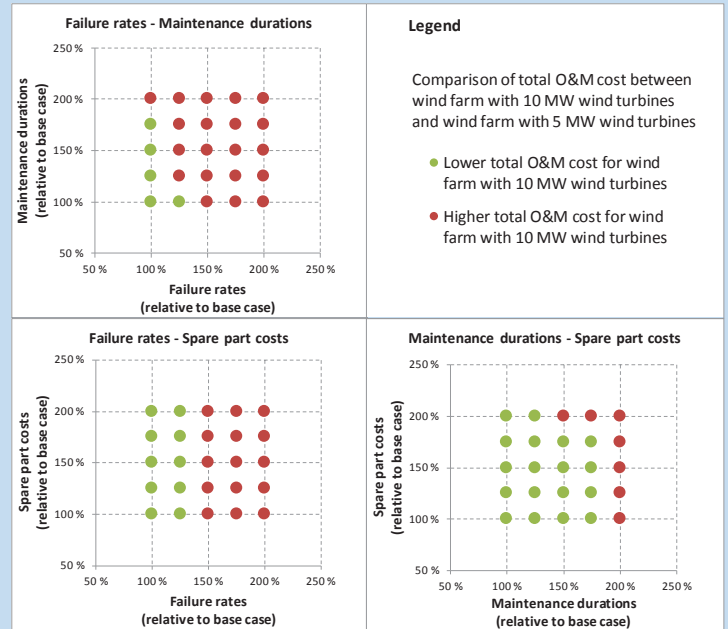 Failure rates - Maintenance durations
250 %
200 %
150 %
100 %
50 %
50 %
100 %
150 %
200 %
250 %
Maintenance durations
(relative to base case)
Failure rates
(relative to base case)
Legend
Comparison of total O&M cost between
wind farm with 10 MW wind turbines
and wind farm with 5 MW wind turbines
Lower total O&M cost for wind
farm with 10 MW wind turbines
Higher total O&M cost for wind
farm with 10 MW wind turbines
Failure rates - Spare part costs
250 %
200 %
150 %
100 %
50 %
50 %
100 %
150 %
200 %
250 %
Spare part costs
(relative to base case)
Failure rates
(relative to base case)
Maintenance durations - Spare part costs
250 %
200 %
150 %
100 %
50 %
50 %
100 %
150 %
200 %
250 %
Spare part costs
(relative to base case)
Maintenance durations
(relative to base case)